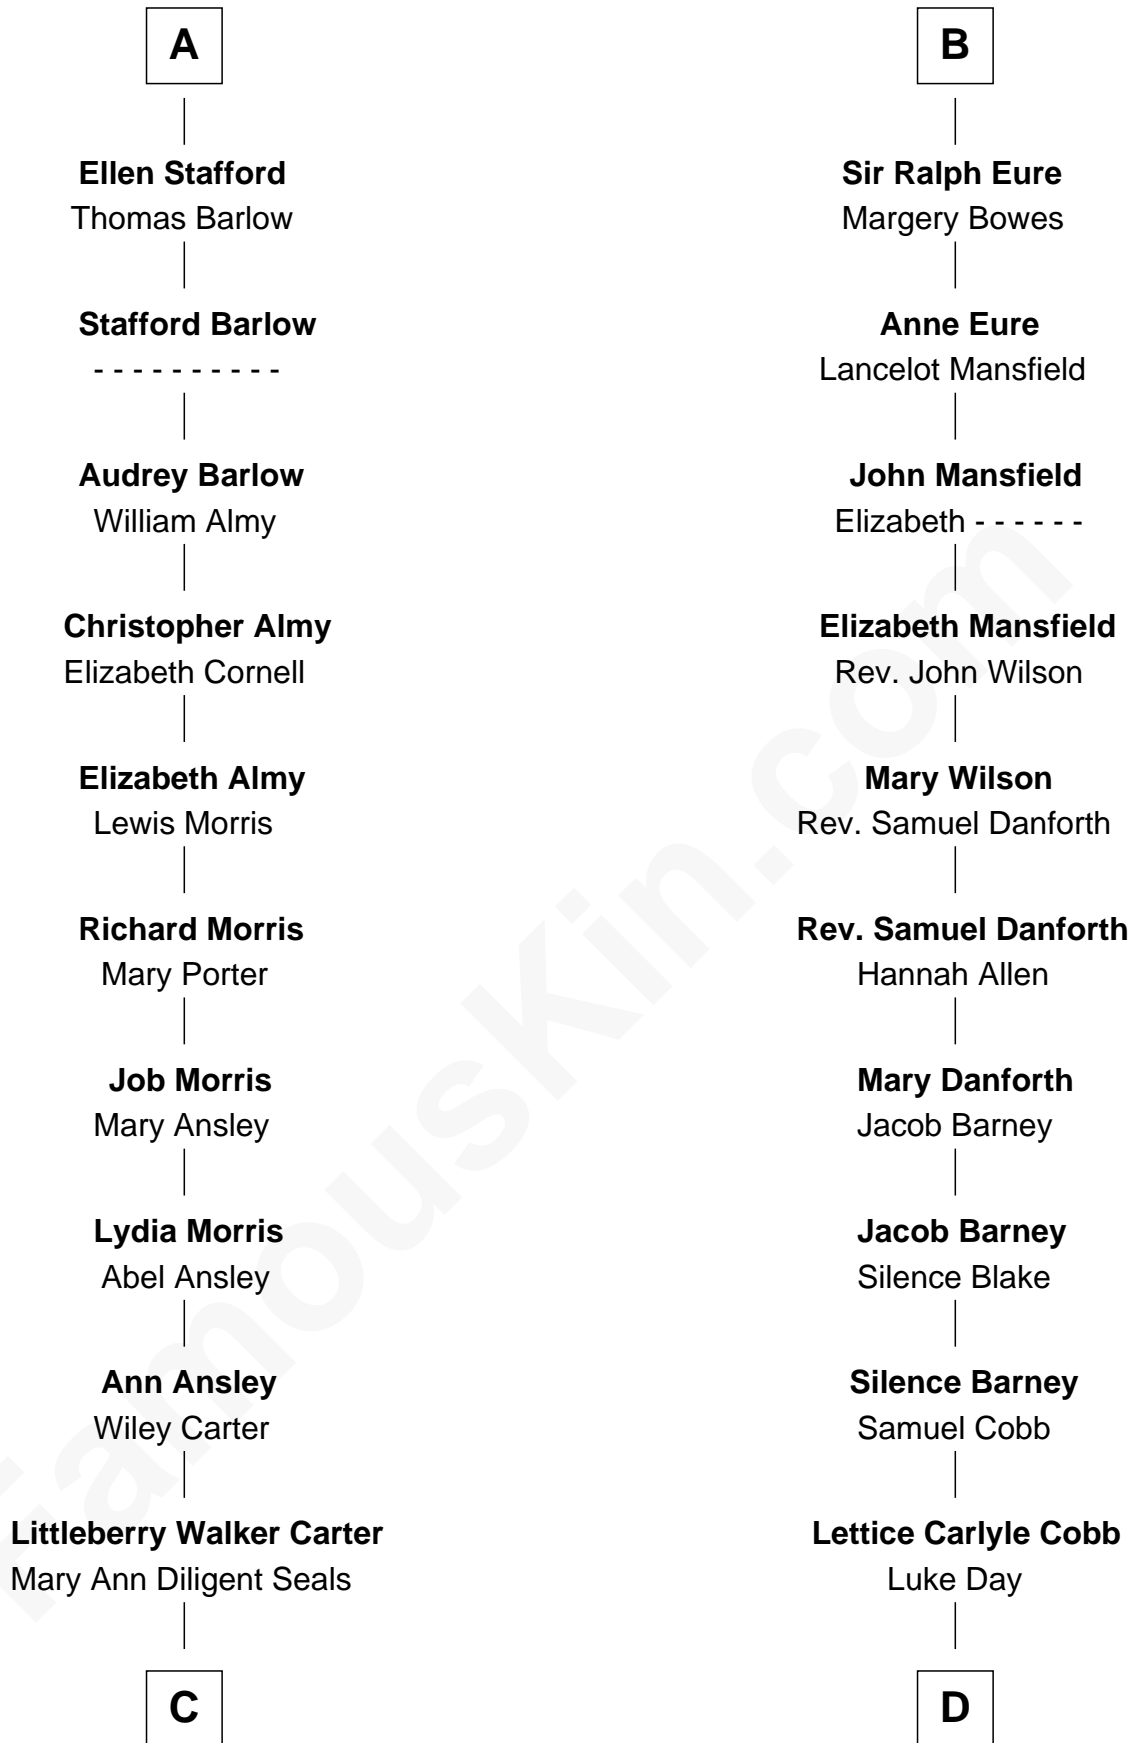 A
Ellen Stafford
Thomas Barlow
Stafford Barlow
- - - - - - - - - -
Audrey Barlow
William Almy
Christopher Almy
Elizabeth Cornell
Elizabeth Almy
Lewis Morris
Richard Morris
Mary Porter
Job Morris
Mary Ansley
Lydia Morris
Abel Ansley
Ann Ansley
Wiley Carter
Littleberry Walker Carter
Mary Ann Diligent Seals
C
B
Sir Ralph Eure
Margery Bowes
Anne Eure
Lancelot Mansfield
John Mansfield
Elizabeth - - - - - -
Elizabeth Mansfield
Rev. John Wilson
Mary Wilson
Rev. Samuel Danforth
Rev. Samuel Danforth
Hannah Allen
Mary Danforth
Jacob Barney
Jacob Barney
Silence Blake
Silence Barney
Samuel Cobb
Lettice Carlyle Cobb
Luke Day
D
FamousKin.com